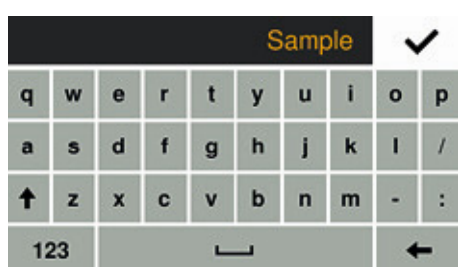 Sample
q w e r t y u i o p
a s d f g h j k l /
z x c v b n m - :
123